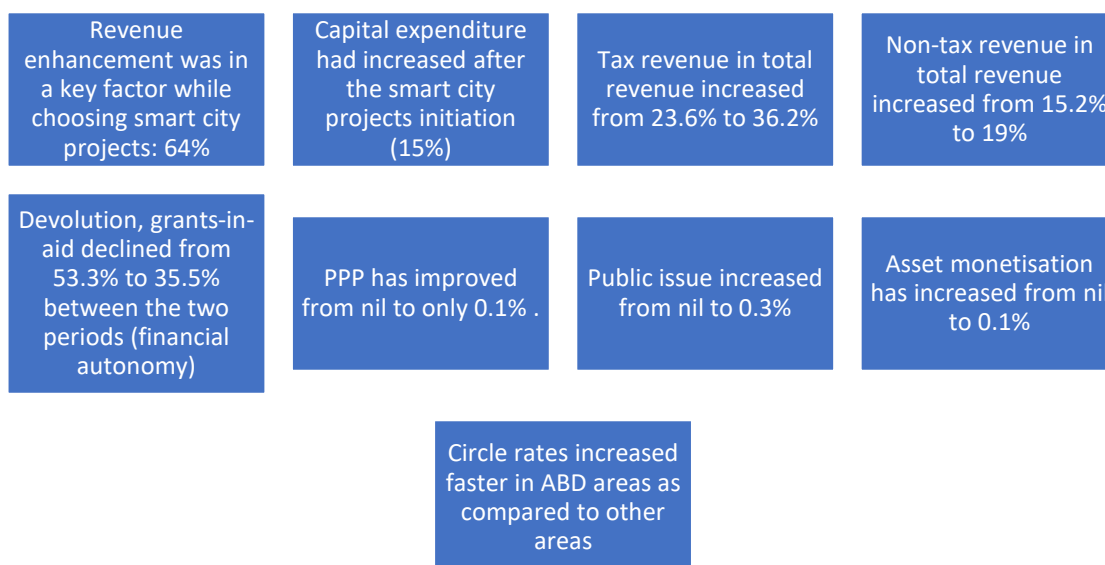 Revenue
enhancement was in
a key factor while
choosing smart city
projects: 64%
Capital expenditure
had increased after
the smart city
projects initiation
(15%)
Tax revenue in total
revenue increased
from 23.6% to 36.2%
Non-tax revenue in
total revenue
increased from 15.2%
to 19%
Devolution, grants-in-
aid declined from
53.3% to 35.5%
between the two
periods (financial
autonomy)
PPP has improved
from nil to only 0.1% .
Public issue increased
from nil to 0.3%
Asset monetisation
has increased from nil
to 0.1%
Circle rates increased
faster in ABD areas as
compared to other
areas